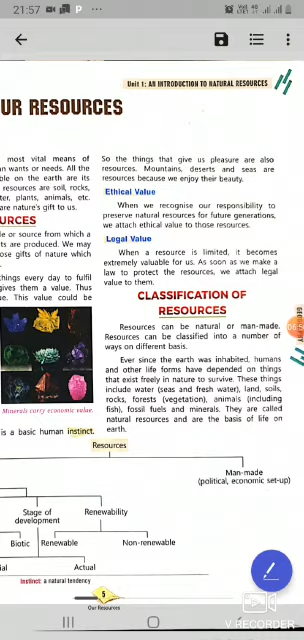 21:57
Unit 1: AN INTRODUCTION TO NATURAL RESOURCES
UR RESOURCES
most vital means of
an wants or needs. All the
ble on the earth are its
resources are soil, rocks,
ter, plants, animals, etc.
are nature's gift to us.
URCES
le or source from which a
ts are produced. We may
ose gifts of nature which
things every day to fulfil
gives them a value. Thus
ue. This value could be
Minerals carry economic value.
is a basic human instinct.
So the things that give us pleasure are also
resources. Mountains, deserts and seas are
resources because we enjoy their beauty.
Ethical Value
When we recognise our responsibility to
preserve natural resources for future generations,
we attach ethical value to those resources.
Legal Value
When a resource is limited, it becomes
extremely valuable for us. As soon as we make a
law to protect the resources, we attach legal
value to them.
CLASSIFICATION OF
RESOURCES
Resources can be natural or man-made.
Resources can be classified into a number of
ways on different basis.
Ever since the earth was inhabited, humans
and other life forms have depended on things
that exist freely in nature to survive. These things
include water (seas and fresh water), land, soils,
rocks, forests (vegetation), animals (including
fish), fossil fuels and minerals. They are called
natural resources and are the basis of life on
earth.
Resources
Man-made
(political, economic set-up)
Stage of
development
Renewability
Biotic
Renewable
Non-renewable
ial
Actual
Instinct: a natural tendency
5
Our Resources
V RECORDER